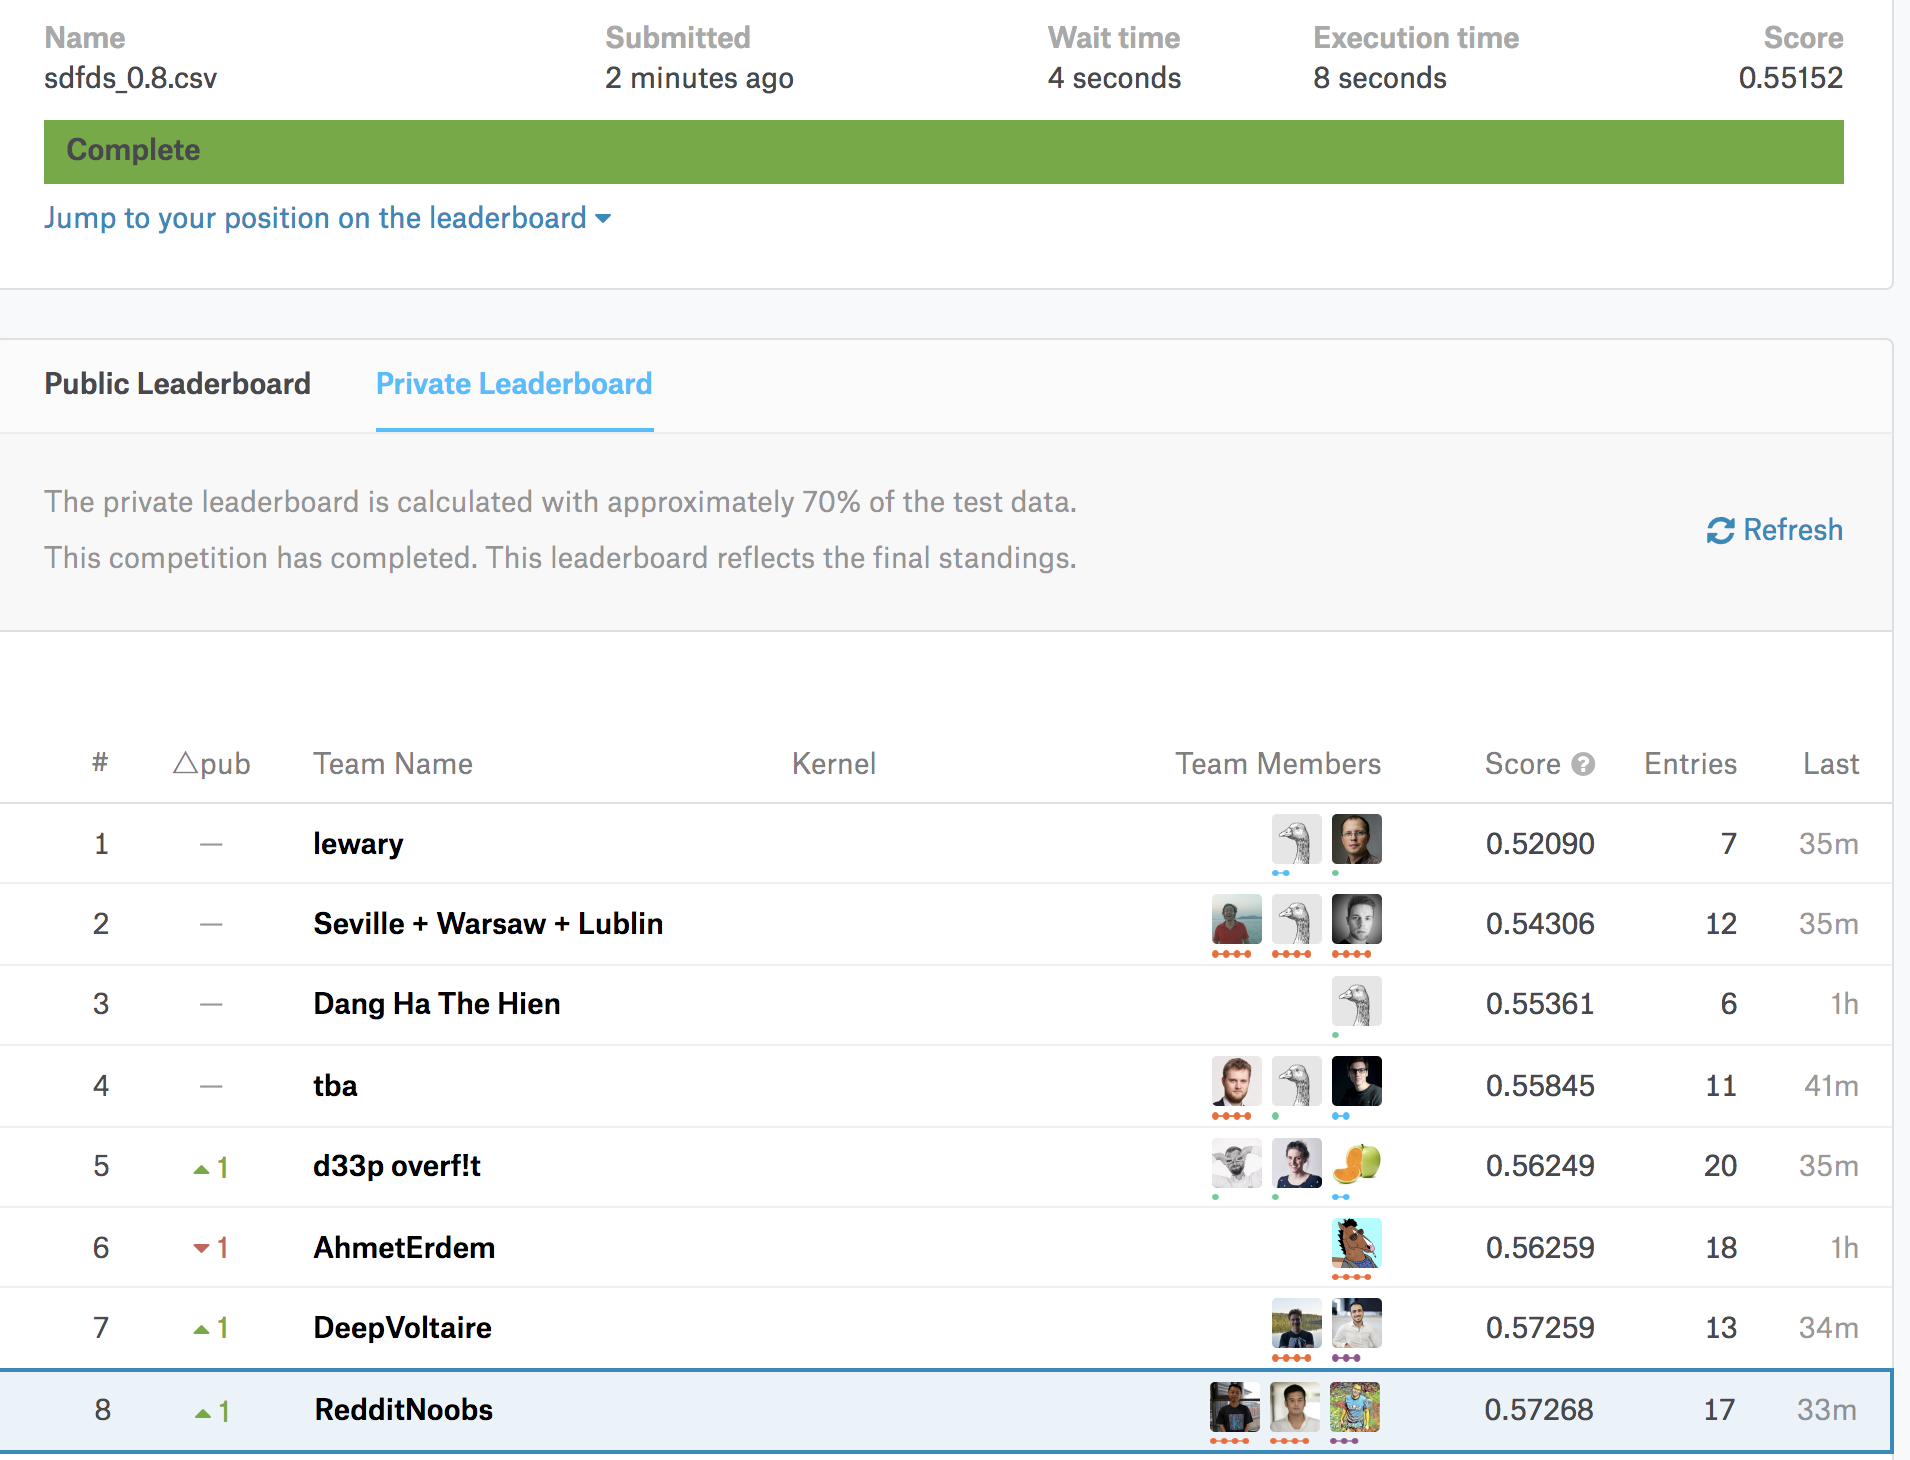 Name Submitted Wait time Execution time Score
sdfds_0.8.csv 2 minutes ago 4 seconds 8 seconds 0.55152
Complete
Jump to your position on the leaderboard
Public Leaderboard Private Leaderboard
The private leaderboard is calculated with approximately 70% of the test data.
This competition has completed. This leaderboard reflects the final standings.
Refresh
# △pub Team Name Kernel Team Members Score ? Entries Last
1 — lewary 0.52090 7 35m
2 — Seville + Warsaw + Lublin 0.54306 12 35m
3 — Dang Ha The Hien 0.55361 6 1h
4 — tba 0.55845 11 41m
5 ▲1 d33p overf!t 0.56249 20 35m
6 ▼1 AhmetErdem 0.56259 18 1h
7 ▲1 DeepVoltaire 0.57259 13 34m
8 ▲1 RedditNoobs 0.57268 17 33m